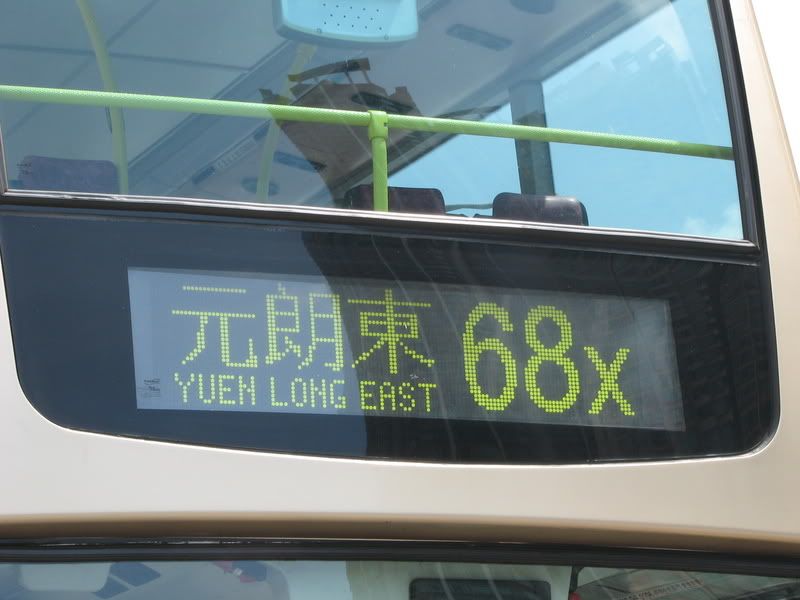 元朗東 68x
YUEN LONG EAST